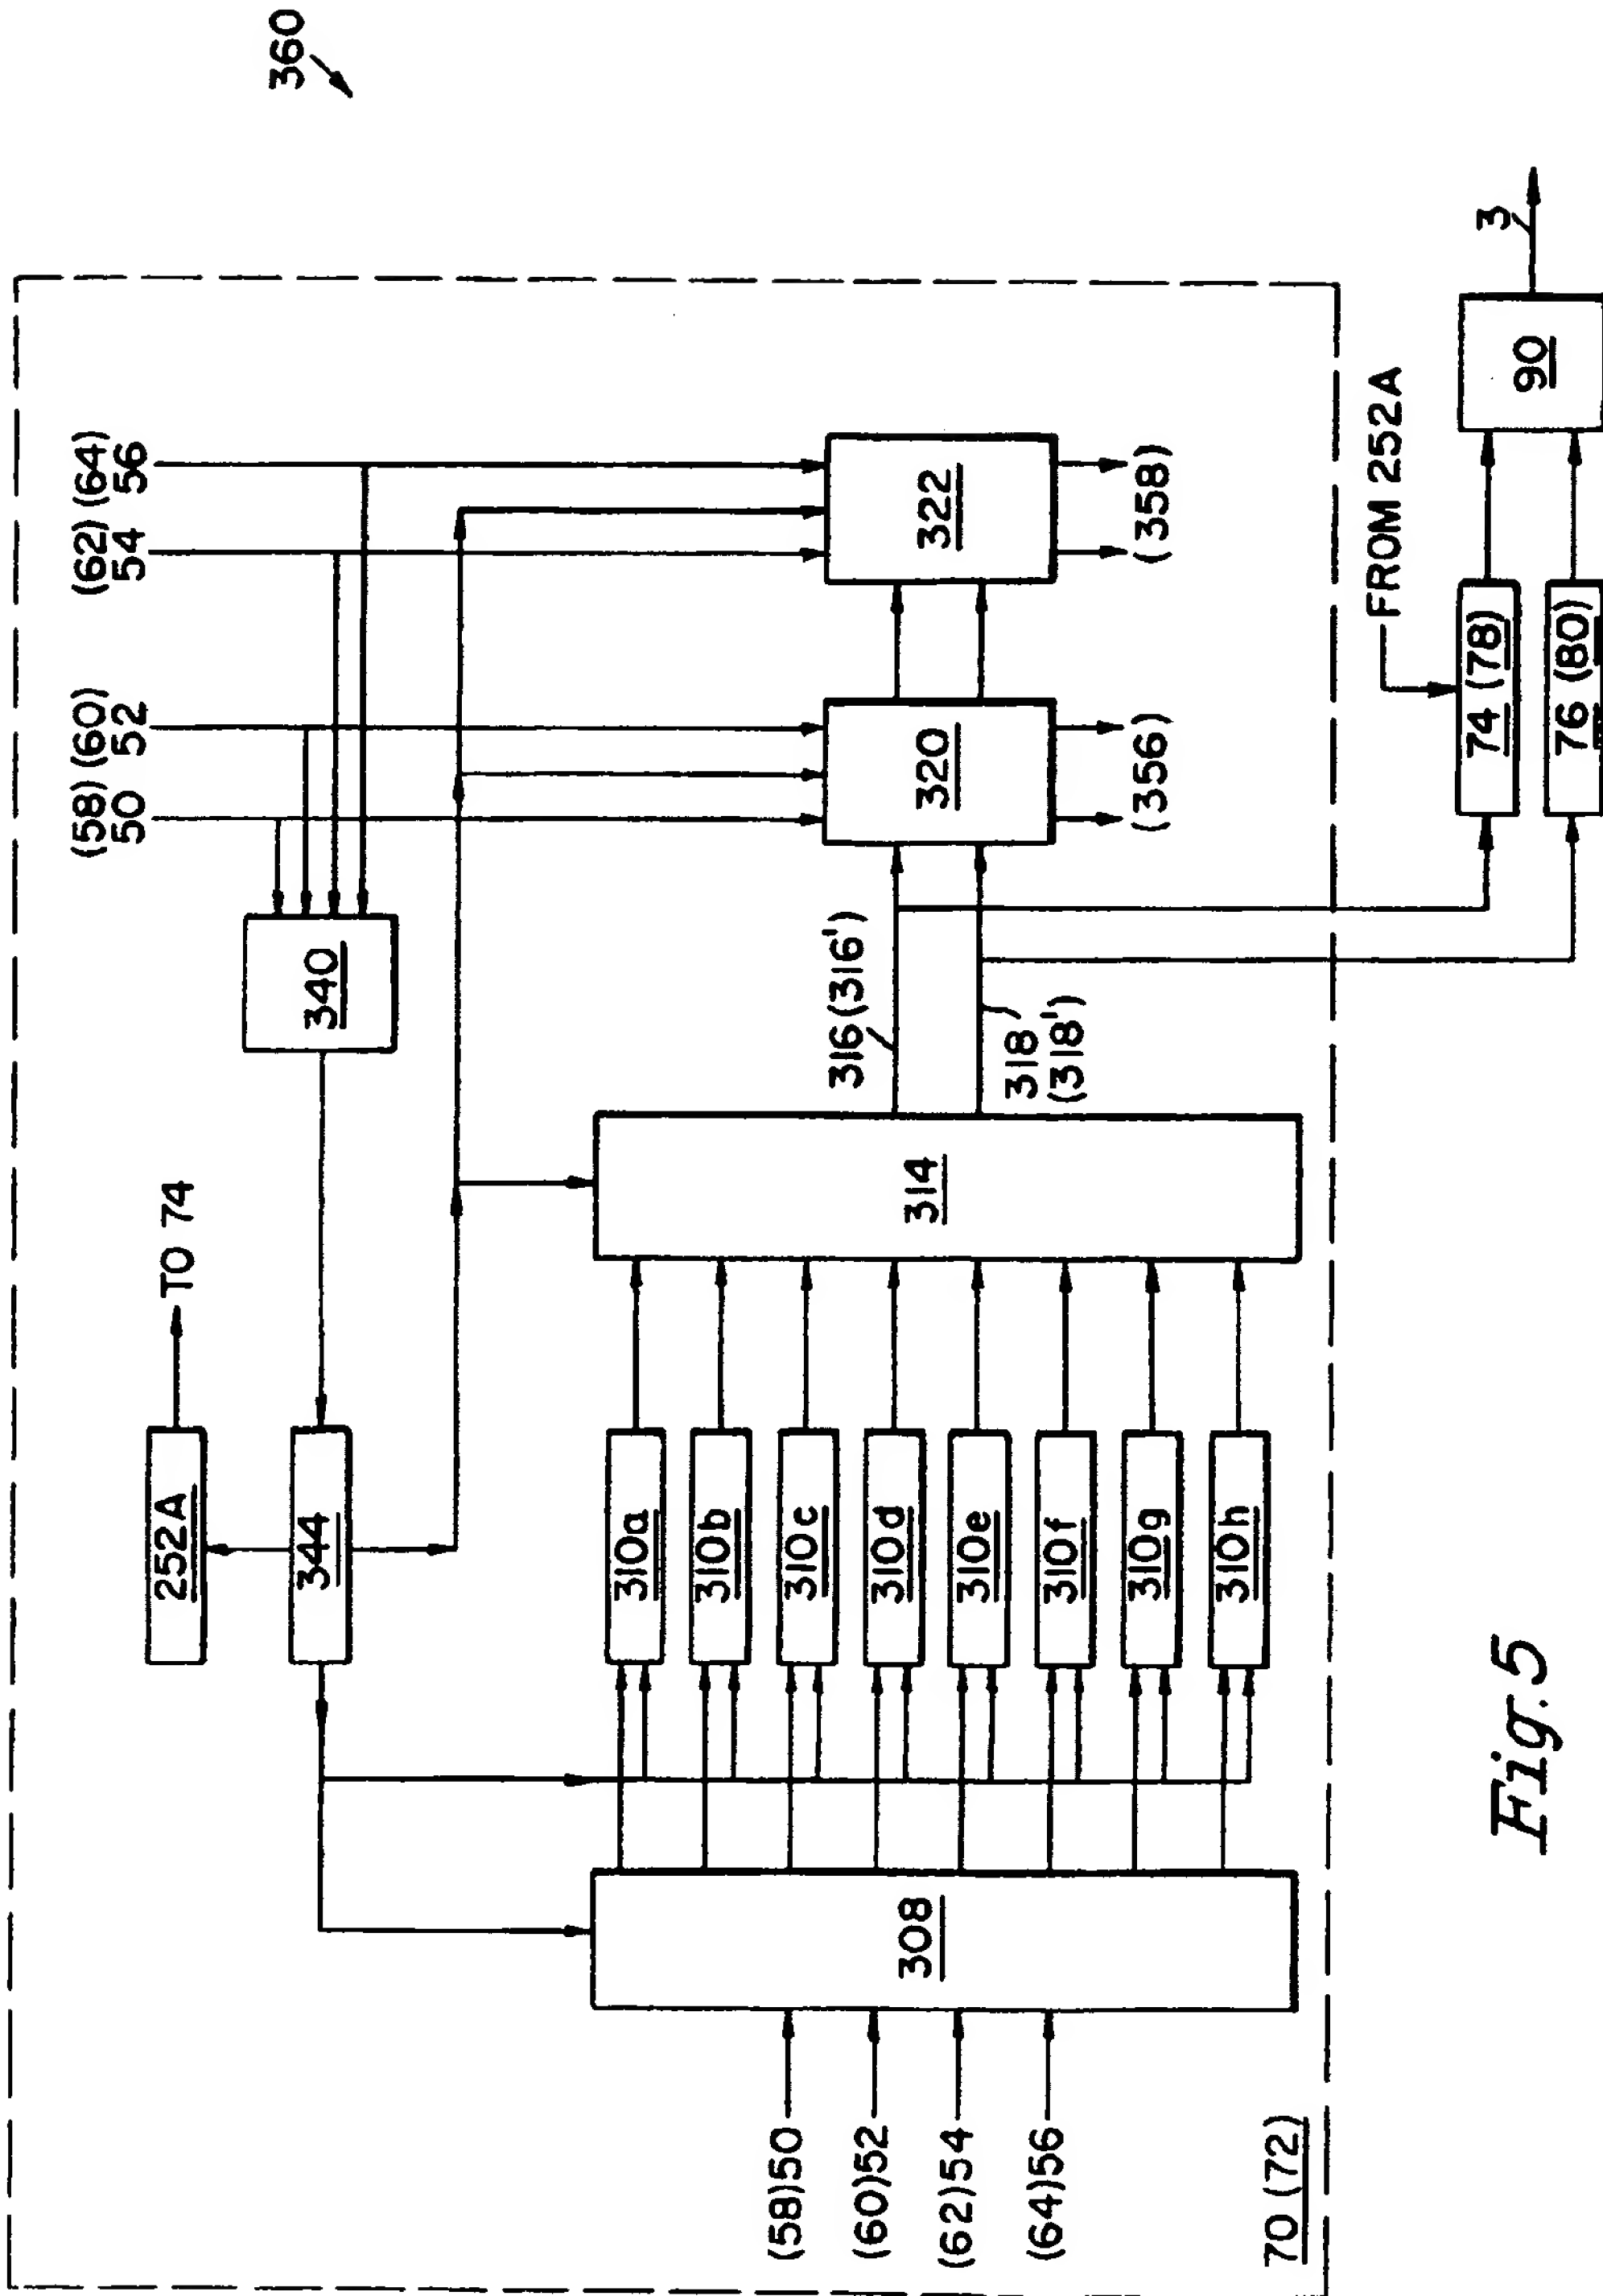 360
(58) (60)
50 52
(62) (64)
54 56
252A
TO 74
344
340
310a
310b
310c
310d
310e
310f
310g
310h
308
314
316(316')
318
(318')
320
322
(356)
(358)
(58)50
(60)52
(62)54
(64)56
70 (72)
FROM 252A
74 (78)
76 (80)
90
3
Fig.5